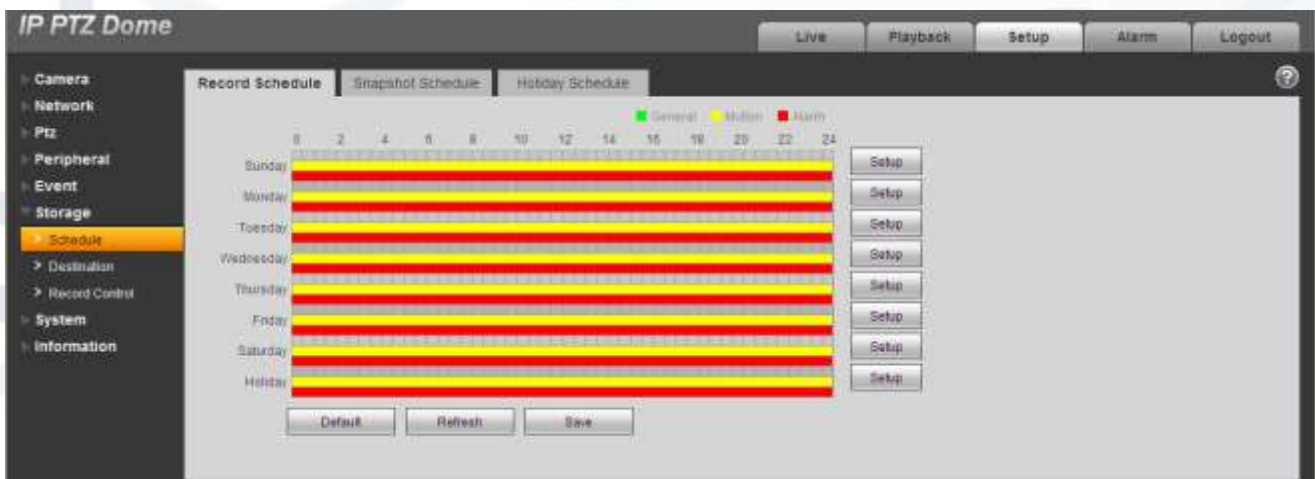 IP PTZ Dome
Live Playback Setup Alarm Logout
Camera
Network
Ptz
Peripheral
Event
Storage
Schedule
Destination
Record Control
System
Information
Record Schedule Snapshot Schedule Holiday Schedule
?
General Motion Alarm
0 2 4 6 8 10 12 14 16 18 20 22 24
Sunday Setup
Monday Setup
Tuesday Setup
Wednesday Setup
Thursday Setup
Friday Setup
Saturday Setup
Holiday Setup
Default Refresh Save